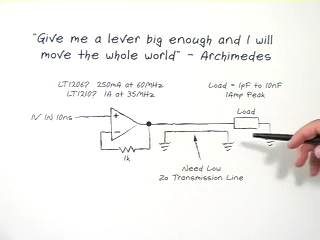 "Give me a lever big enough and I will
move the whole world" - Archimedes
LT1206? 250mA at 60MHz
LT1210? 1A at 35MHz
Load = 1pF to 10nF
1Amp Peak
Load
1V IN 10ns
+
−
1k
Need Low
Zo Transmission Line